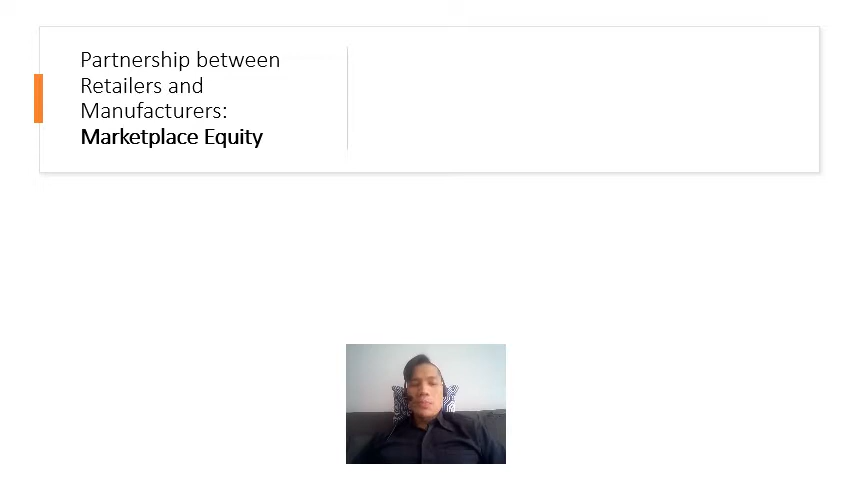 Partnership between
Retailers and
Manufacturers:
Marketplace Equity